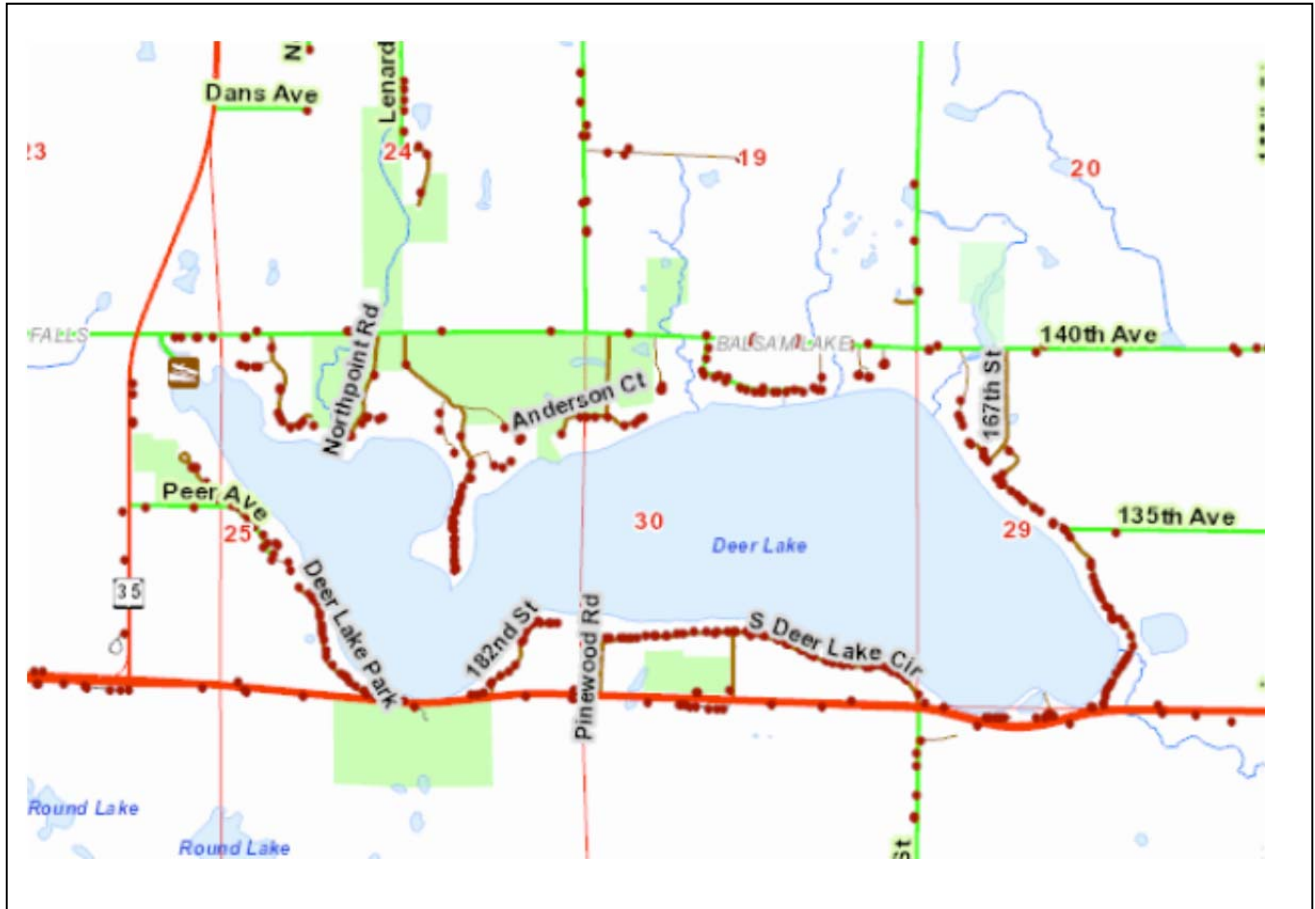 Lenard
Dans Ave
23
24
19
20
FALLS
Northpoint Rd
BALSAM LAKE
140th Ave
167th St
Anderson Ct
Peer Ave
25
30
29
135th Ave
Deer Lake
35
Deer Lake Park
182nd St
Pinewood Rd
S Deer Lake Cir
Round Lake
Round Lake
St